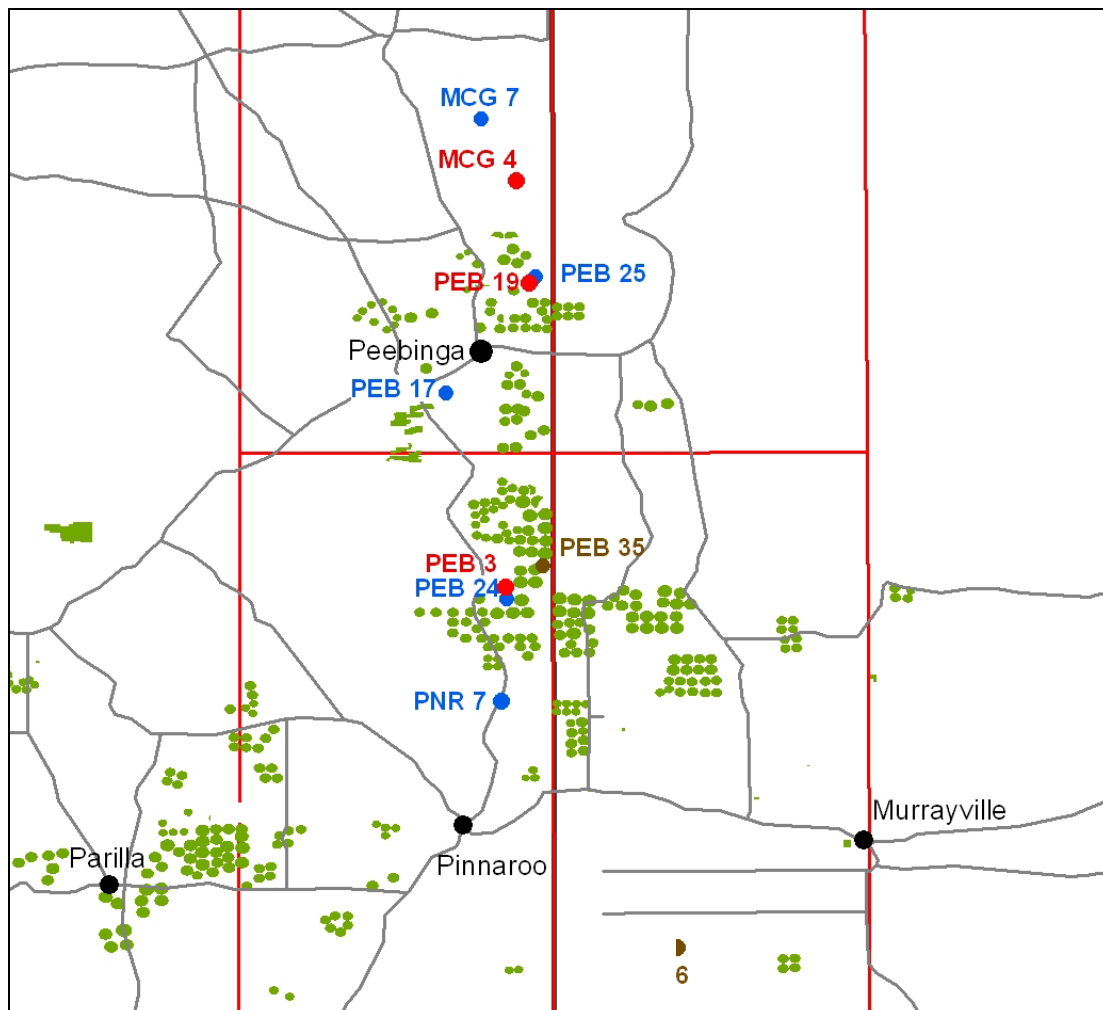 MCG 7
MCG 4
PEB 19
PEB 25
Peebinga
PEB 17
PEB 35
PEB 3
PEB 24
PNR 7
Murrayville
Parilla
Pinnaroo
6